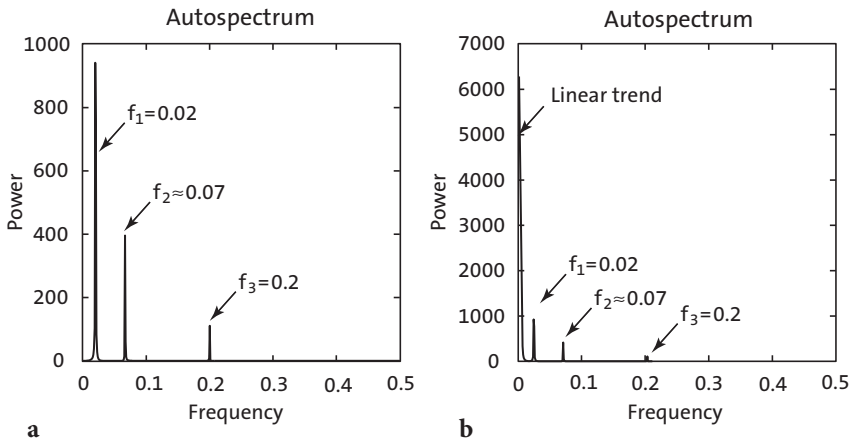 Autospectrum
1000
800
600
400
200
0
Power
f₁=0.02
f₂≈0.07
f₃=0.2
0 0.1 0.2 0.3 0.4 0.5
Frequency
a
Autospectrum
7000
6000
5000
4000
3000
2000
1000
0
Power
Linear trend
f₁=0.02
f₂≈0.07
f₃=0.2
0 0.1 0.2 0.3 0.4 0.5
Frequency
b